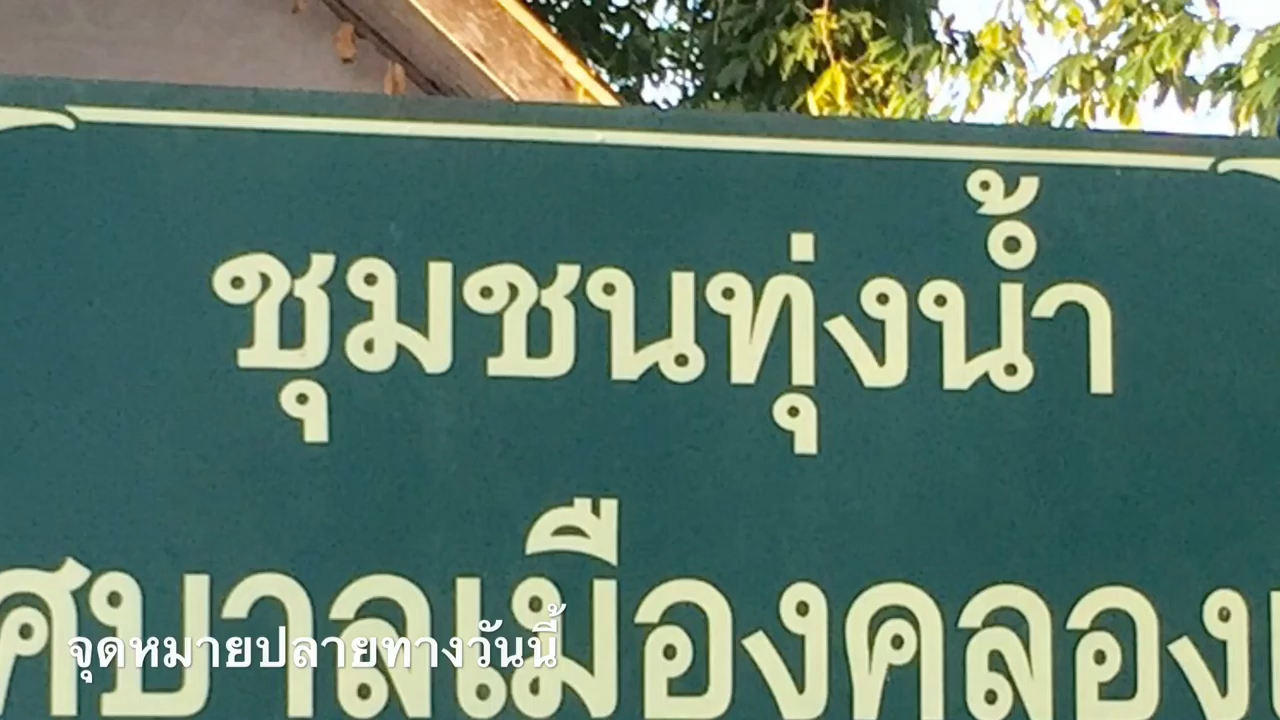 ชุมชนทุ่งน้ำ
ศบาลเมืองคลอง
จุดหมายปลายทางวันนี้